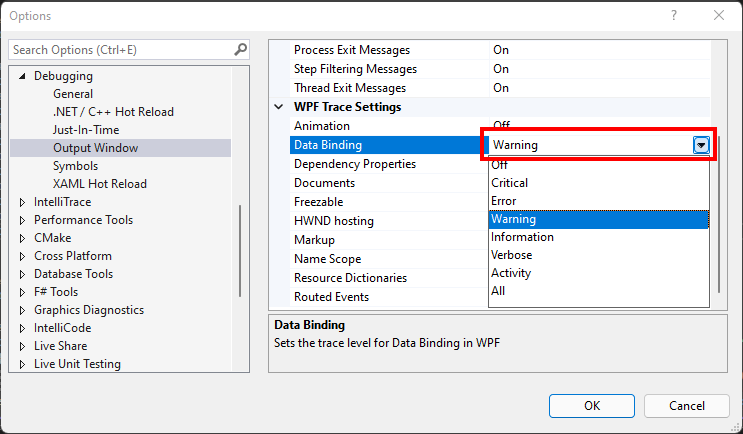 Options
?
Search Options (Ctrl+E)
Debugging
General
.NET / C++ Hot Reload
Just-In-Time
Output Window
Symbols
XAML Hot Reload
IntelliTrace
Performance Tools
CMake
Cross Platform
Database Tools
F# Tools
Graphics Diagnostics
IntelliCode
Live Share
Live Unit Testing
Process Exit Messages On
Step Filtering Messages On
Thread Exit Messages On
WPF Trace Settings
Animation Off
Data Binding Warning
Dependency Properties
Documents
Freezable
HWND hosting
Markup
Name Scope
Resource Dictionaries
Routed Events
Off
Critical
Error
Warning
Information
Verbose
Activity
All
Data Binding
Sets the trace level for Data Binding in WPF
OK Cancel